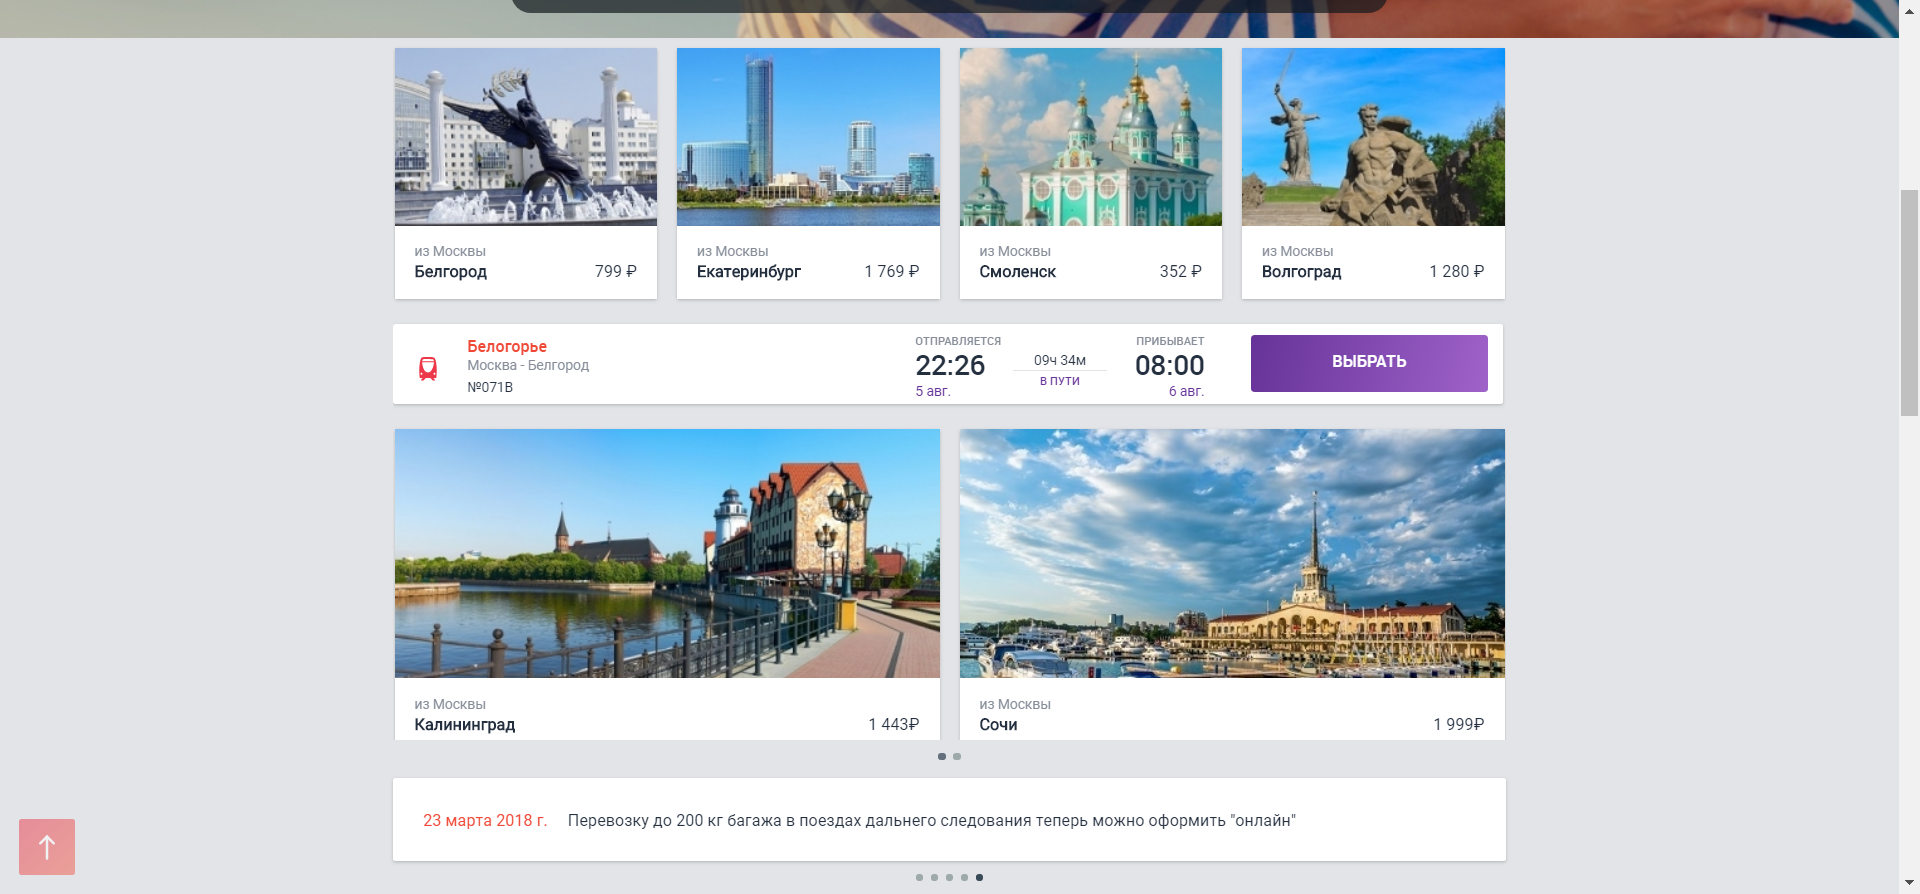 из Москвы
Белгород 799 ₽
из Москвы
Екатеринбург 1 769 ₽
из Москвы
Смоленск 352 ₽
из Москвы
Волгоград 1 280 ₽
Белогорье
Москва - Белгород
№071В
ОТПРАВЛЯЕТСЯ
22:26
5 авг.
09ч 34м
В ПУТИ
ПРИБЫВАЕТ
08:00
6 авг.
ВЫБРАТЬ
из Москвы
Калининград 1 443₽
из Москвы
Сочи 1 999₽
23 марта 2018 г. Перевозку до 200 кг багажа в поездах дальнего следования теперь можно оформить "онлайн"